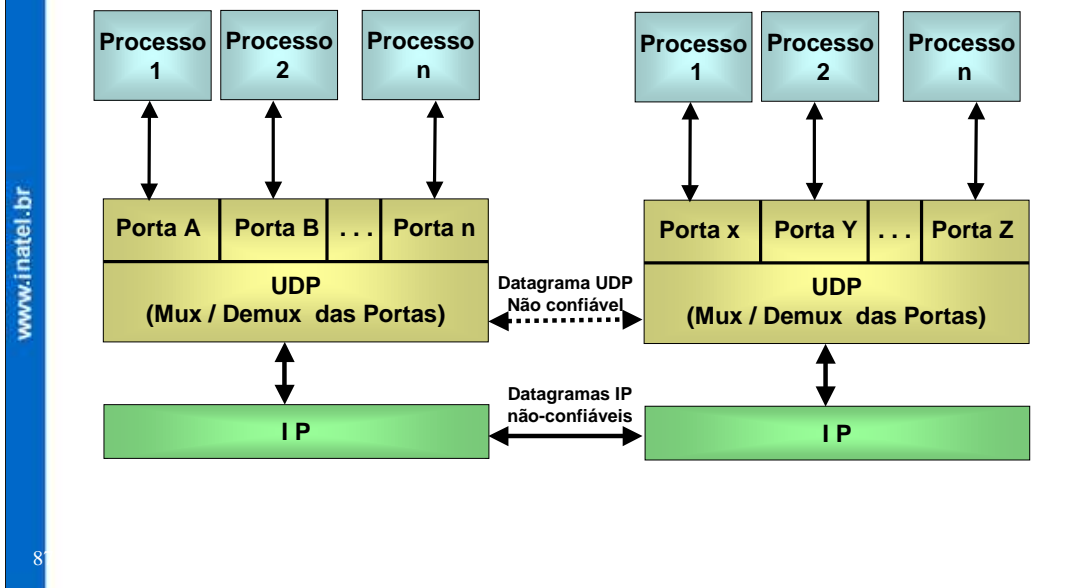 Processo
1
Processo
2
Processo
n
Processo
1
Processo
2
Processo
n
Porta A
Porta B
. . .
Porta n
Porta x
Porta Y
. . .
Porta Z
UDP
(Mux / Demux das Portas)
Datagrama UDP
Não confiável
UDP
(Mux / Demux das Portas)
Datagramas IP
não-confiáveis
I P
I P
www.inatel.br